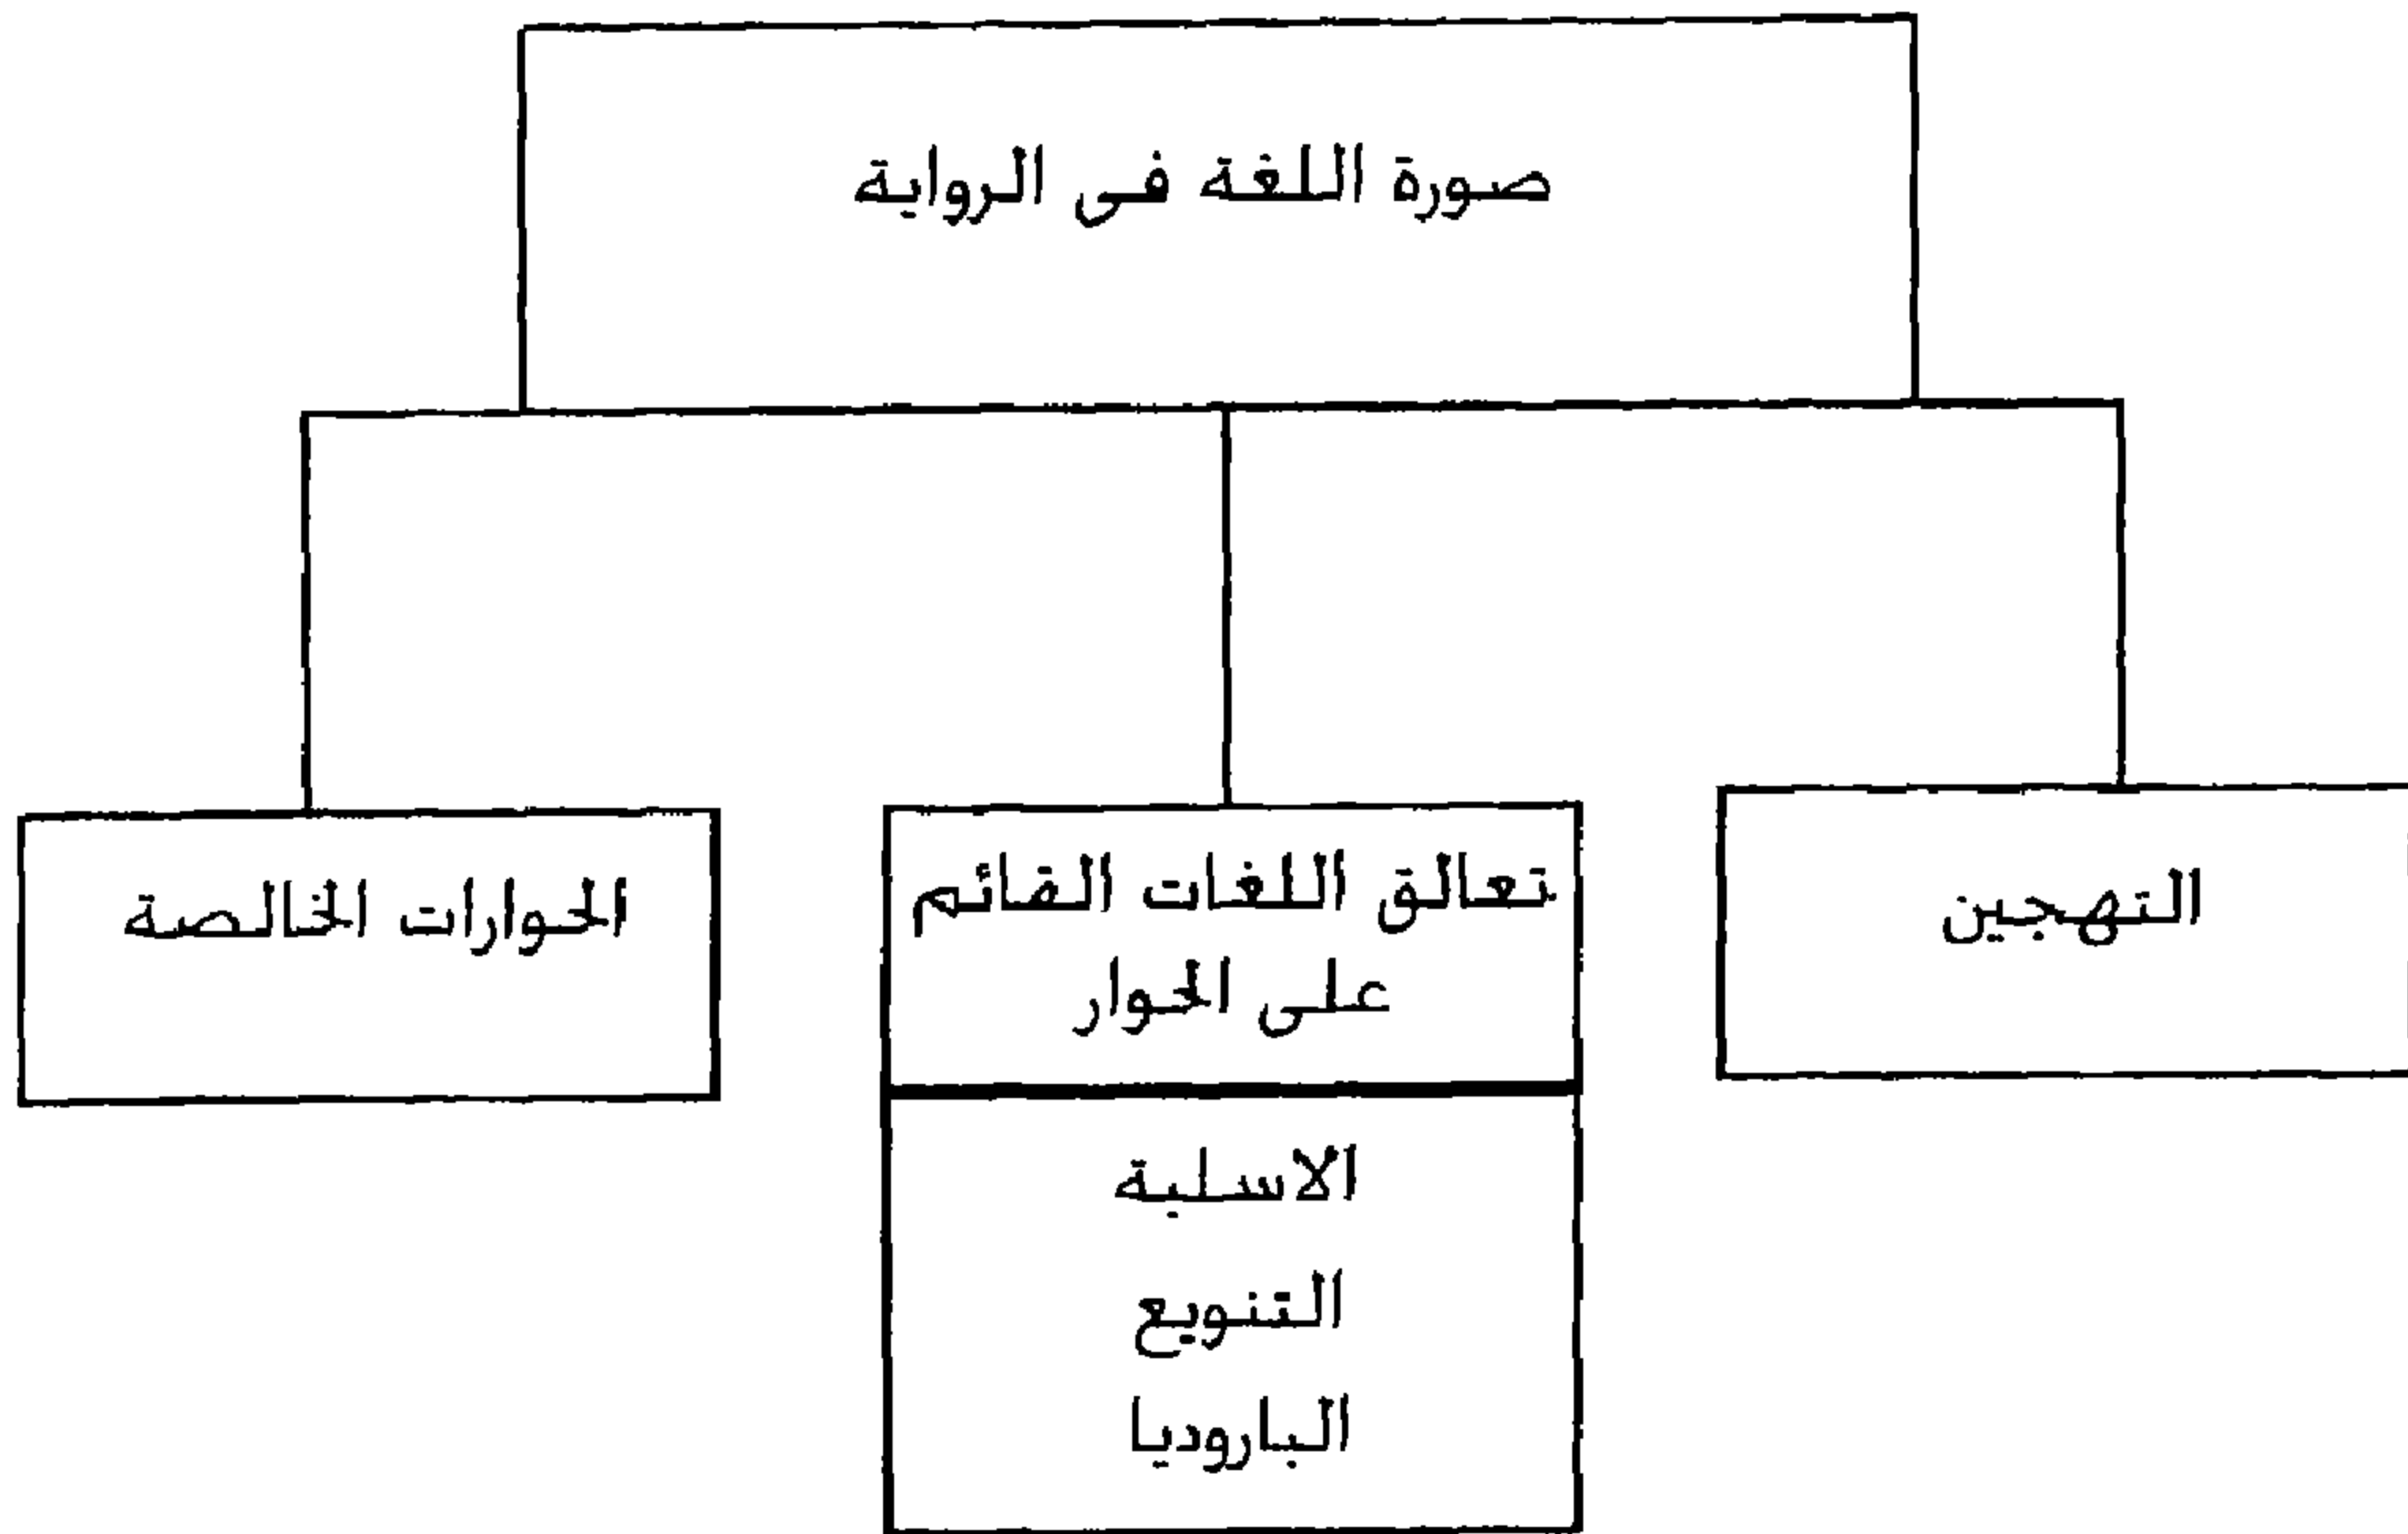 صورة اللغة فى الرواية
التهجين
تعالق اللغات القائم
على الحوار
الحوارات الخالصة
الاسلبة
التنويع
الباروديا